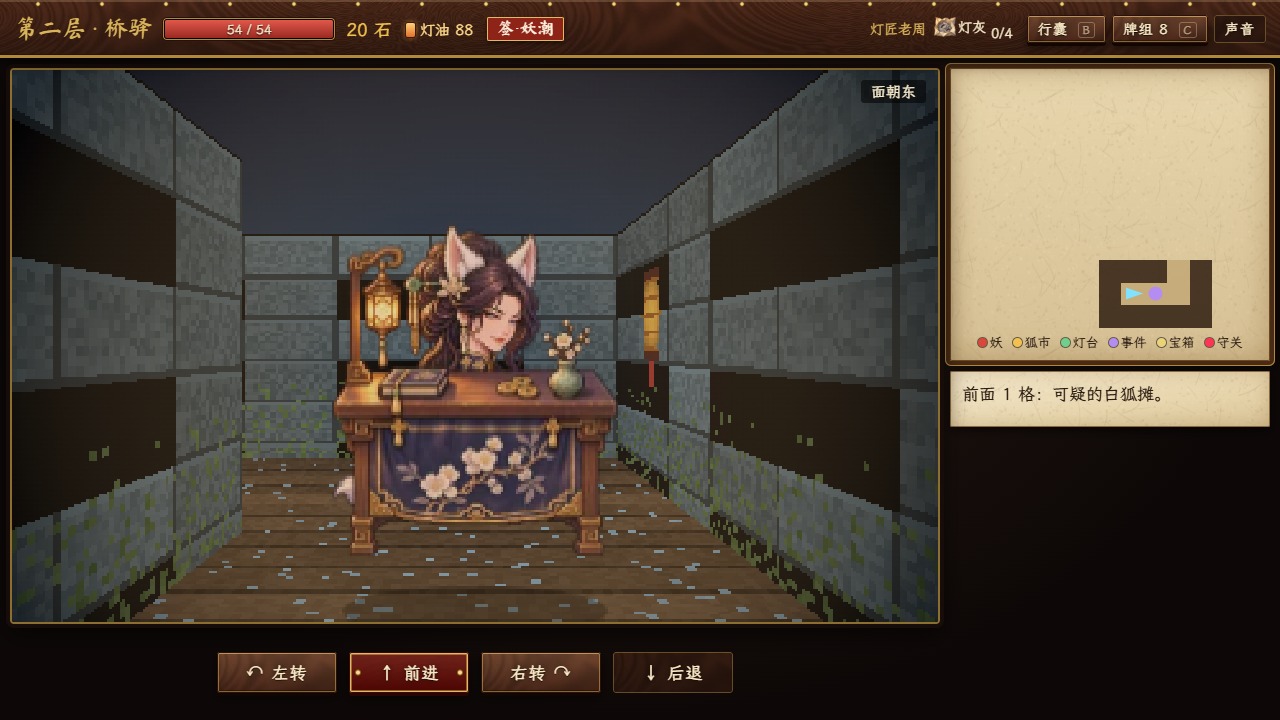 第二层·桥驿 54 / 54 20 石 灯油 88 签·妖潮 灯匠老周 灯灰 0/4 行囊 B 牌组 8 C 声音
面朝东
妖 狐市 灯台 事件 宝箱 守关
前面 1 格：可疑的白狐摊。
↶ 左转 ↑ 前进 右转 ↷ ↓ 后退